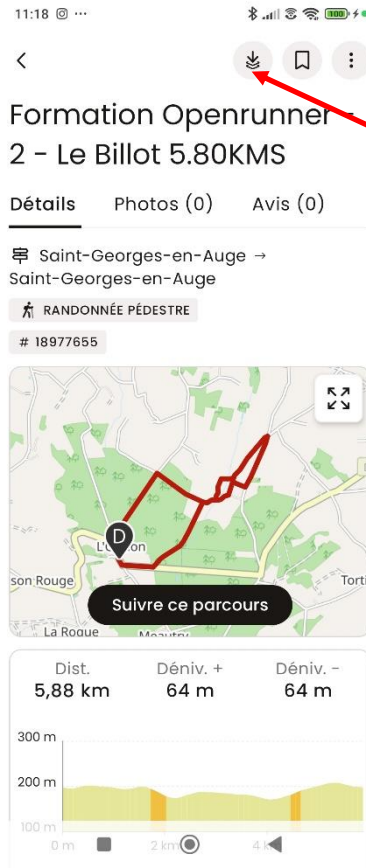 11:18
100
Formation Openrunner -
2 - Le Billot 5.80KMS
Détails Photos (0) Avis (0)
Saint-Georges-en-Auge →
Saint-Georges-en-Auge
RANDONNÉE PÉDESTRE
# 18977655
D
son Rouge
Torti
Suivre ce parcours
La Roque
Dist. Déniv. + Déniv. -
5,88 km 64 m 64 m
300 m
200 m
100 m
0 m 2 km 4 k